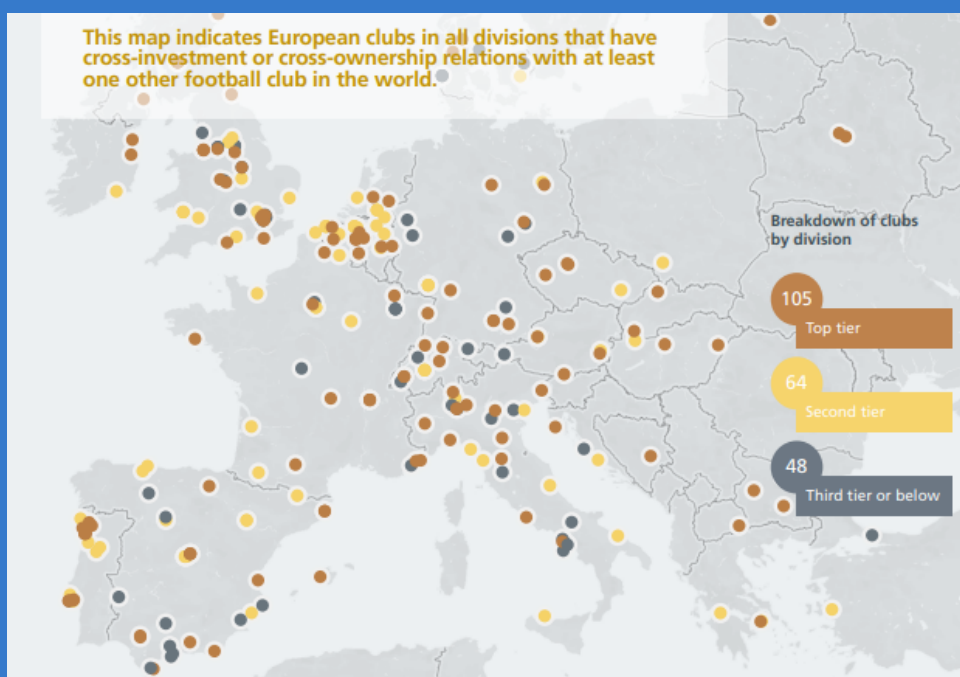 This map indicates European clubs in all divisions that have
cross-investment or cross-ownership relations with at least
one other football club in the world.
Breakdown of clubs
by division
105
Top tier
64
Second tier
48
Third tier or below